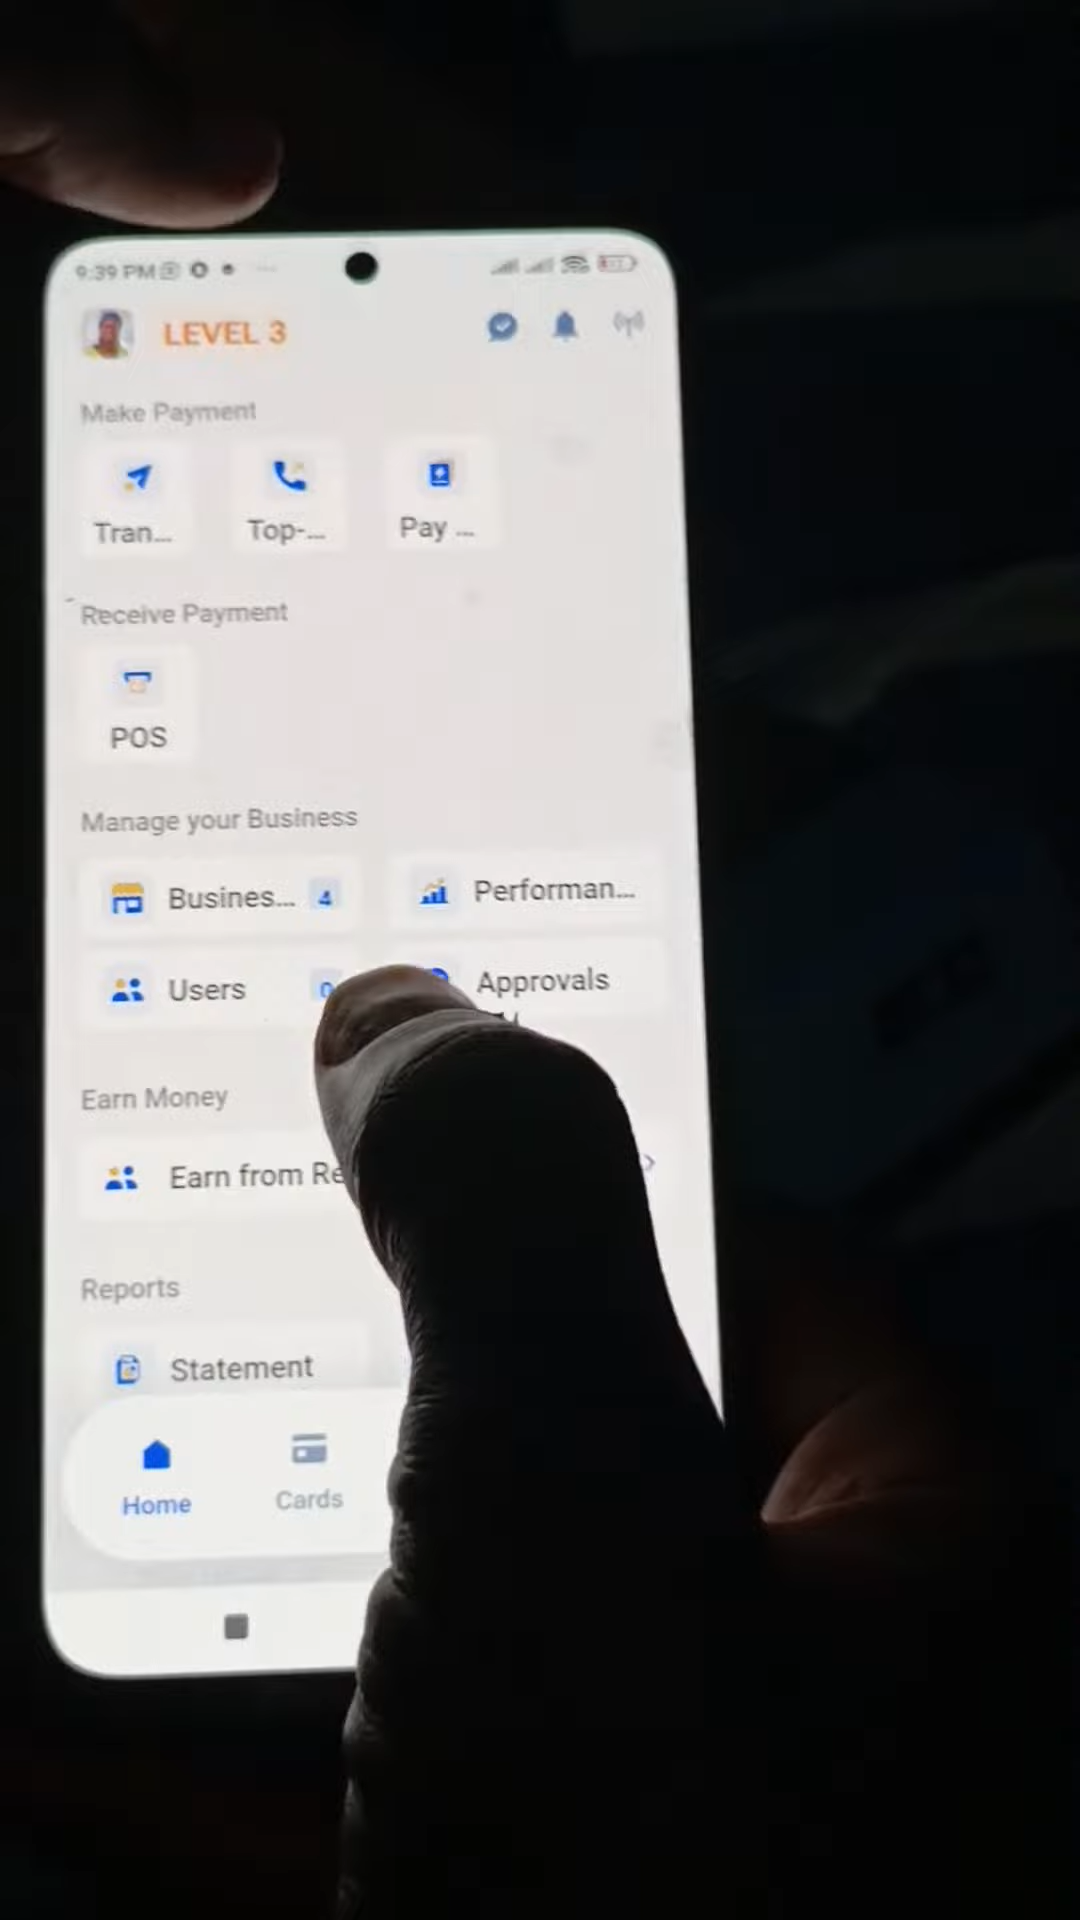 9:39 PM
LEVEL 3
Make Payment
Tran... Top-... Pay ...
Receive Payment
POS
Manage your Business
Busines... 4 Performan...
Users 0 Approvals
Earn Money
Earn from Re
Reports
Statement
Home Cards